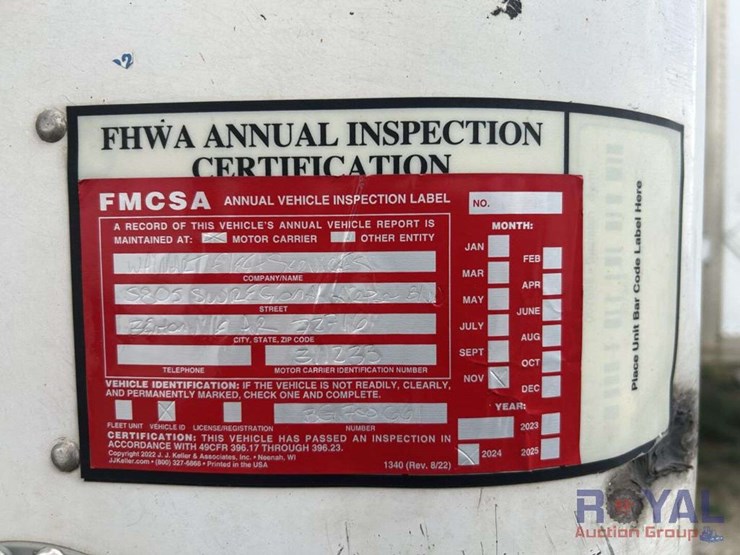 FHWA ANNUAL INSPECTION
CERTIFICATION
FMCSA ANNUAL VEHICLE INSPECTION LABEL
NO.
A RECORD OF THIS VEHICLE'S ANNUAL VEHICLE REPORT IS
MAINTAINED AT: MOTOR CARRIER OTHER ENTITY
COMPANY/NAME
STREET
CITY, STATE, ZIP CODE
TELEPHONE MOTOR CARRIER IDENTIFICATION NUMBER
VEHICLE IDENTIFICATION: IF THE VEHICLE IS NOT READILY, CLEARLY,
AND PERMANENTLY MARKED, CHECK ONE AND COMPLETE.
FLEET UNIT VEHICLE ID LICENSE/REGISTRATION NUMBER
CERTIFICATION: THIS VEHICLE HAS PASSED AN INSPECTION IN
ACCORDANCE WITH 49CFR 396.17 THROUGH 396.23.
Copyright 2022 J. J. Keller & Associates, Inc. • Neenah, WI
JJKeller.com • (800) 327-6868 • Printed in the USA
1340 (Rev. 8/22)
MONTH:
JAN FEB
MAR APR
MAY JUNE
JULY AUG
SEPT OCT
NOV DEC
YEAR:
2023
2024 2025
Place Unit Bar Code Label Here
ROYAL
Auction Group